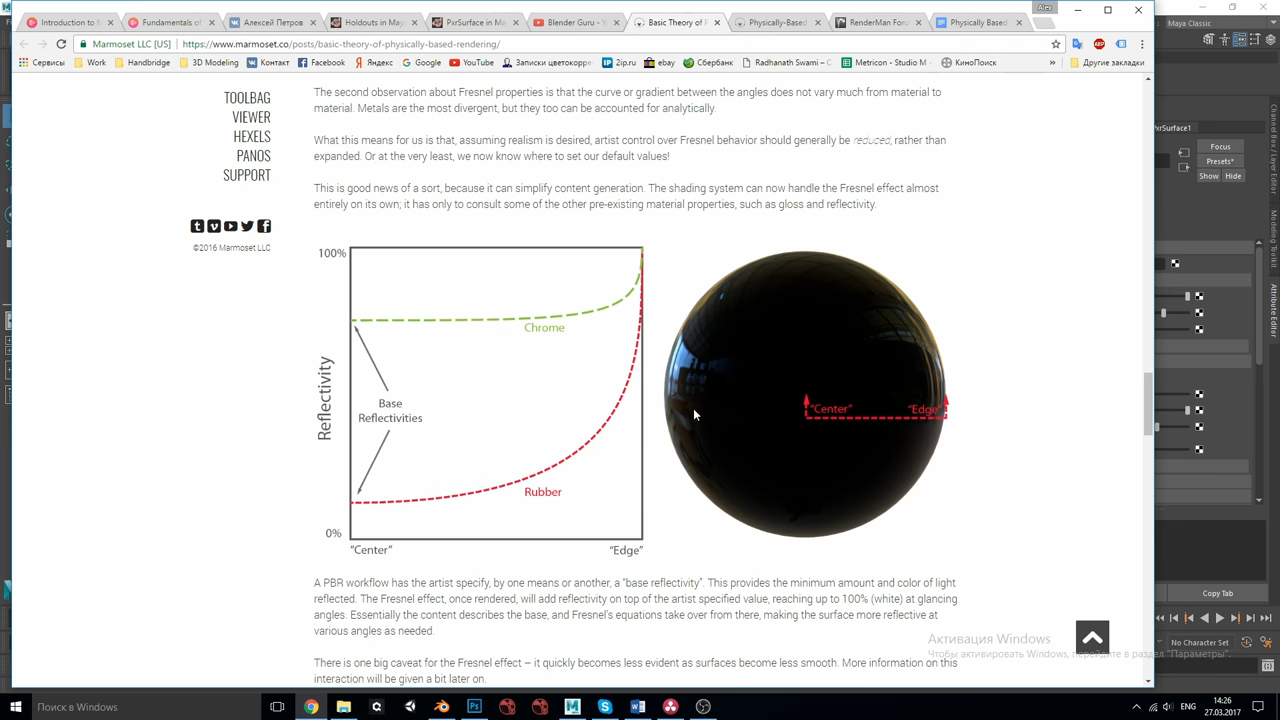 Alex
Introduction to M
Fundamentals of
Алексей Петров
Holdouts in May
PxrSurface in Ma
Blender Guru - Y
Basic Theory of
Physically-Based
RenderMan Foru
Physically Based
Maya Classic
Marmoset LLC [US] https://www.marmoset.co/posts/basic-theory-of-physically-based-rendering/
Сервисы Work Handbridge 3D Modeling Контакт Facebook Яндекс Google YouTube Записки цветокорре 2ip.ru ebay Сбербанк Radhanath Swami – С Metricon - Studio M КиноПоиск » Другие закладки
TOOLBAG
VIEWER
HEXELS
PANOS
SUPPORT
©2016 Marmoset LLC
The second observation about Fresnel properties is that the curve or gradient between the angles does not vary much from material to
material. Metals are the most divergent, but they too can be accounted for analytically.
What this means for us is that, assuming realism is desired, artist control over Fresnel behavior should generally be reduced, rather than
expanded. Or at the very least, we now know where to set our default values!
This is good news of a sort, because it can simplify content generation. The shading system can now handle the Fresnel effect almost
entirely on its own; it has only to consult some of the other pre-existing material properties, such as gloss and reflectivity.
100%
Chrome
Base
Reflectivities
Reflectivity
Rubber
0%
"Center"
"Edge"
"Center"
"Edge"
A PBR workflow has the artist specify, by one means or another, a "base reflectivity". This provides the minimum amount and color of light
reflected. The Fresnel effect, once rendered, will add reflectivity on top of the artist specified value, reaching up to 100% (white) at glancing
angles. Essentially the content describes the base, and Fresnel's equations take over from there, making the surface more reflective at
various angles as needed.
There is one big caveat for the Fresnel effect – it quickly becomes less evident as surfaces become less smooth. More information on this
interaction will be given a bit later on.
PxrSurface1
Focus
Presets*
Show Hide
Channel Box / Layer Editor
Modeling Toolkit
Attribute Editor
Copy Tab
No Character Set
Активация Windows
Чтобы активировать Windows, перейдите в раздел "Параметры".
Поиск в Windows
ENG
14:26
27.03.2017